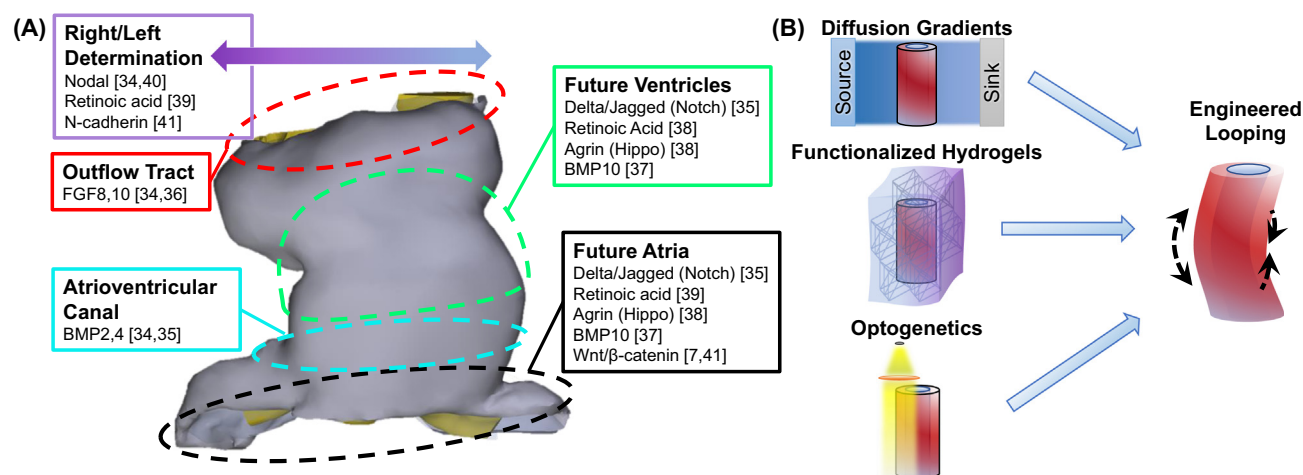 (A)
Right/Left
Determination
Nodal [34,40]
Retinoic acid [39]
N-cadherin [41]
Outflow Tract
FGF8,10 [34,36]
Atrioventricular
Canal
BMP2,4 [34,35]
Future Ventricles
Delta/Jagged (Notch) [35]
Retinoic Acid [38]
Agrin (Hippo) [38]
BMP10 [37]
Future Atria
Delta/Jagged (Notch) [35]
Retinoic acid [39]
Agrin (Hippo) [38]
BMP10 [37]
Wnt/β-catenin [7,41]
(B)
Diffusion Gradients
Source
Sink
Functionalized Hydrogels
Optogenetics
Engineered
Looping